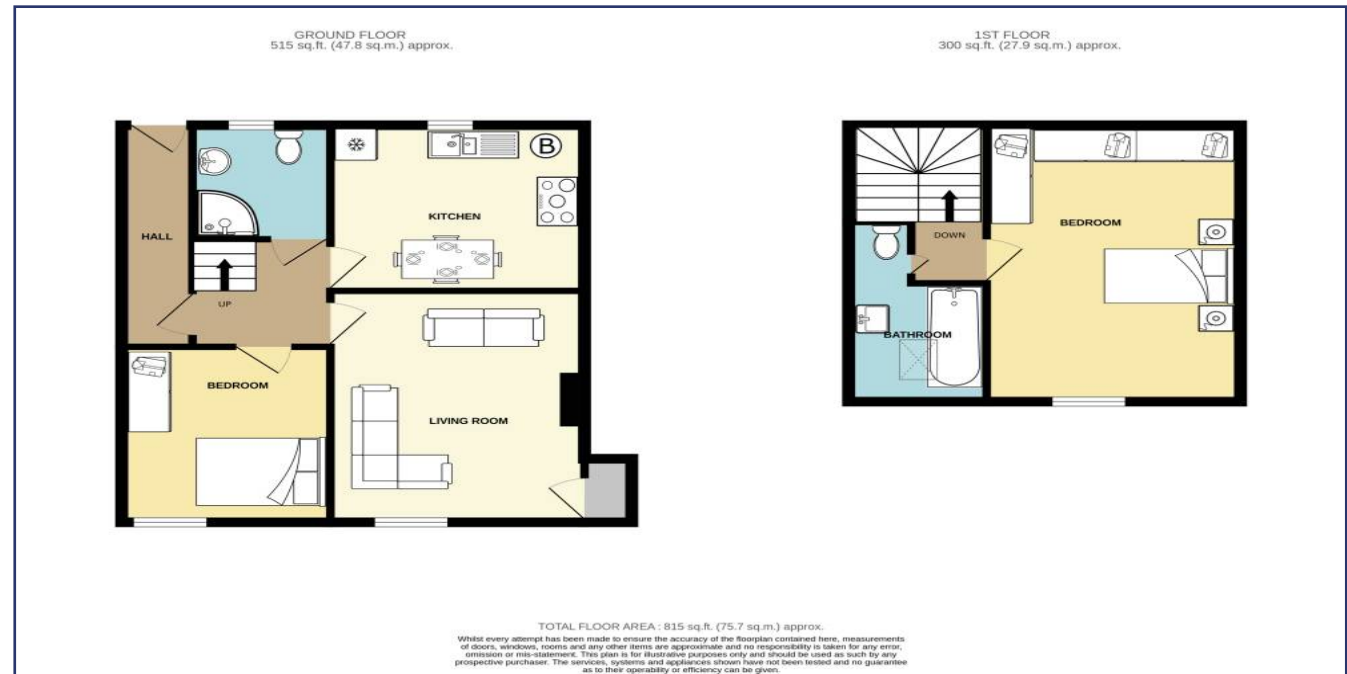 GROUND FLOOR
515 sq.ft. (47.8 sq.m.) approx.
1ST FLOOR
300 sq.ft. (27.9 sq.m.) approx.
B
KITCHEN
HALL
UP
BEDROOM
LIVING ROOM
BEDROOM
DOWN
BATHROOM
TOTAL FLOOR AREA : 815 sq.ft. (75.7 sq.m.) approx.
Whilst every attempt has been made to ensure the accuracy of the floorplan contained here, measurements
of doors, windows, rooms and any other items are approximate and no responsibility is taken for any error,
omission or mis-statement. This plan is for illustrative purposes only and should be used as such by any
prospective purchaser. The services, systems and appliances shown have not been tested and no guarantee
as to their operability or efficiency can be given.